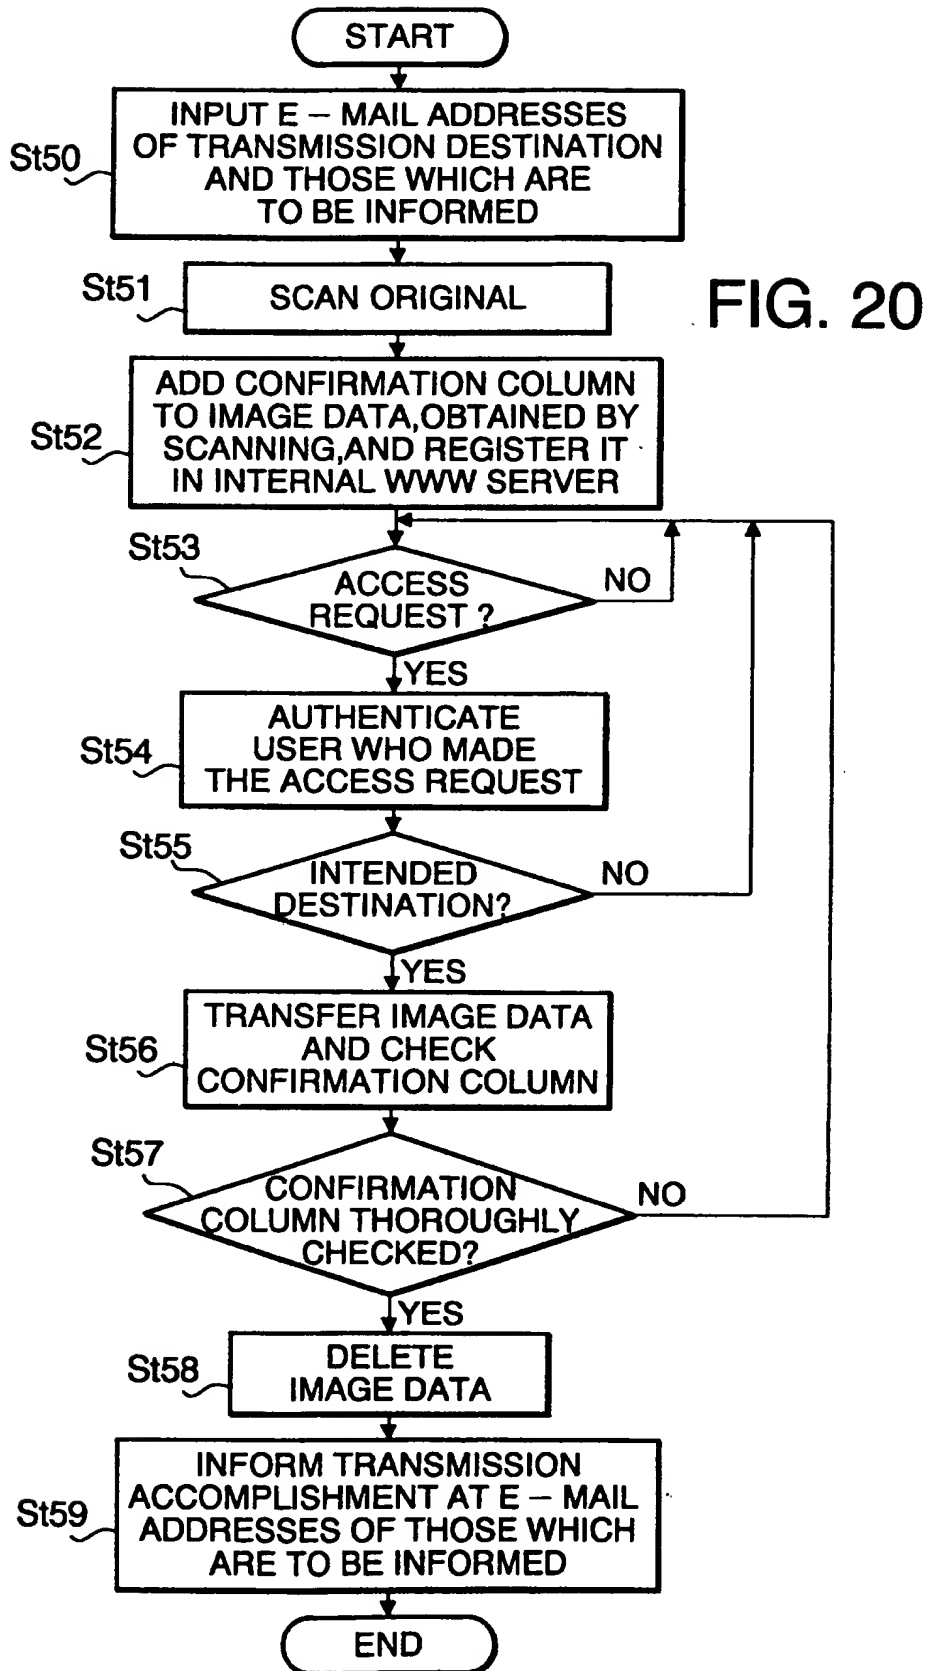 START
INPUT E – MAIL ADDRESSES
OF TRANSMISSION DESTINATION
AND THOSE WHICH ARE
TO BE INFORMED
St50
St51
SCAN ORIGINAL
FIG. 20
ADD CONFIRMATION COLUMN
TO IMAGE DATA,OBTAINED BY
SCANNING,AND REGISTER IT
IN INTERNAL WWW SERVER
St52
St53
ACCESS
REQUEST ?
NO
YES
AUTHENTICATE
USER WHO MADE
THE ACCESS REQUEST
St54
St55
INTENDED
DESTINATION?
NO
YES
TRANSFER IMAGE DATA
AND CHECK
CONFIRMATION COLUMN
St56
St57
CONFIRMATION
COLUMN THOROUGHLY
CHECKED?
NO
YES
DELETE
IMAGE DATA
St58
INFORM TRANSMISSION
ACCOMPLISHMENT AT E – MAIL
ADDRESSES OF THOSE WHICH
ARE TO BE INFORMED
St59
END